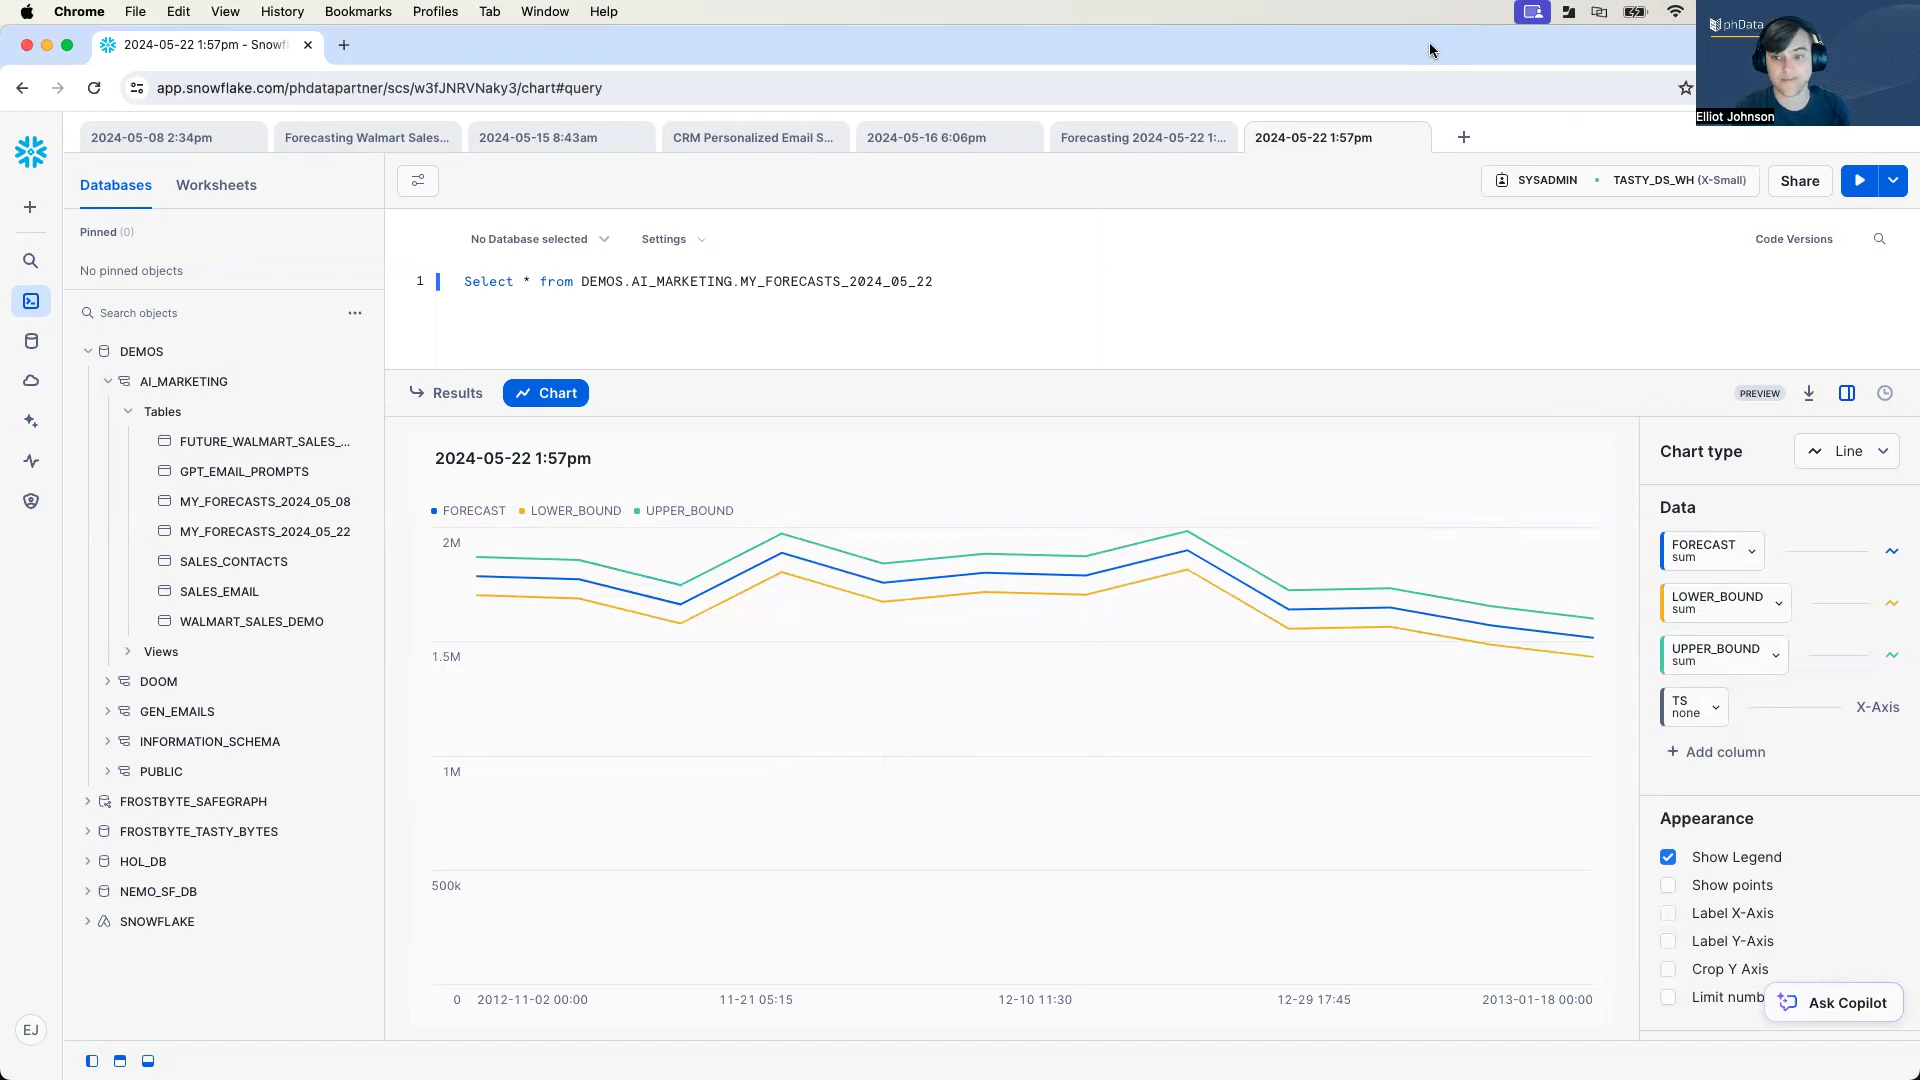 Chrome File Edit View History Bookmarks Profiles Tab Window Help
phData
2024-05-22 1:57pm - Snowfl
app.snowflake.com/phdatapartner/scs/w3fJNRVNaky3/chart#query
Elliot Johnson
2024-05-08 2:34pm Forecasting Walmart Sales... 2024-05-15 8:43am CRM Personalized Email S... 2024-05-16 6:06pm Forecasting 2024-05-22 1:... 2024-05-22 1:57pm
Databases Worksheets
SYSADMIN • TASTY_DS_WH (X-Small) Share
Pinned (0)
No pinned objects
Search objects
DEMOS
AI_MARKETING
Tables
FUTURE_WALMART_SALES_...
GPT_EMAIL_PROMPTS
MY_FORECASTS_2024_05_08
MY_FORECASTS_2024_05_22
SALES_CONTACTS
SALES_EMAIL
WALMART_SALES_DEMO
Views
DOOM
GEN_EMAILS
INFORMATION_SCHEMA
PUBLIC
FROSTBYTE_SAFEGRAPH
FROSTBYTE_TASTY_BYTES
HOL_DB
NEMO_SF_DB
SNOWFLAKE
EJ
No Database selected Settings Code Versions
1 Select * from DEMOS.AI_MARKETING.MY_FORECASTS_2024_05_22
Results Chart PREVIEW
2024-05-22 1:57pm
FORECAST LOWER_BOUND UPPER_BOUND
2M
1.5M
1M
500k
0 2012-11-02 00:00 11-21 05:15 12-10 11:30 12-29 17:45 2013-01-18 00:00
Chart type Line
Data
FORECAST
sum
LOWER_BOUND
sum
UPPER_BOUND
sum
TS
none
X-Axis
+ Add column
Appearance
Show Legend
Show points
Label X-Axis
Label Y-Axis
Crop Y Axis
Limit numb
Ask Copilot